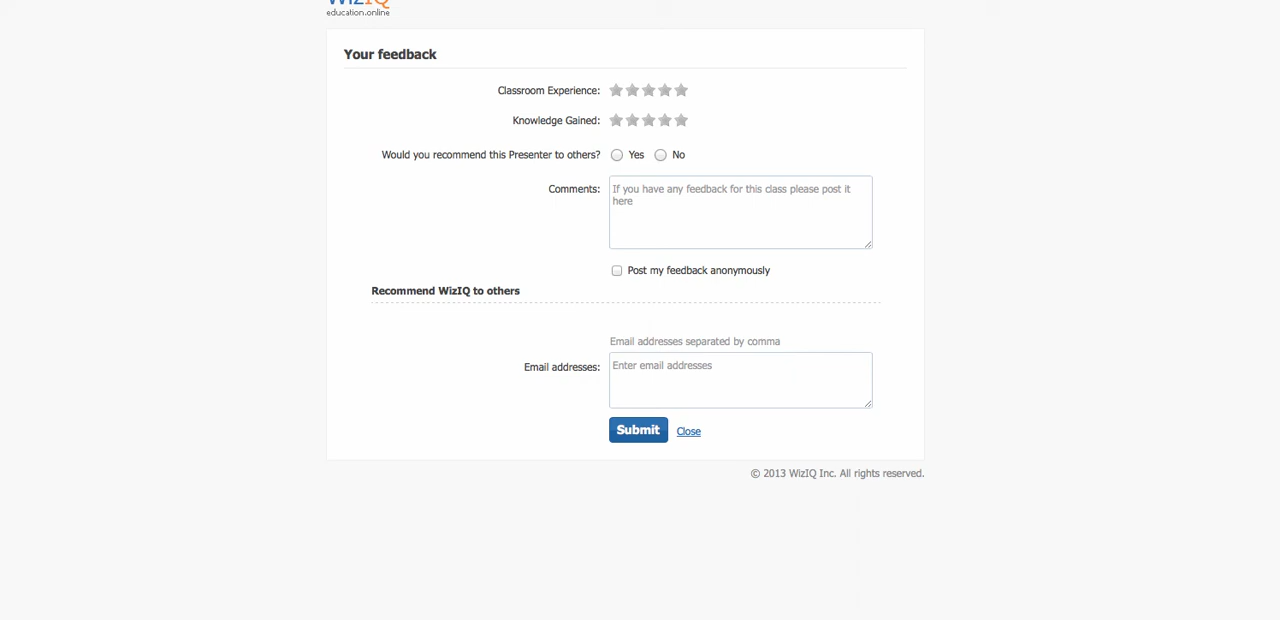 WizIQ
education.online
Your feedback
Classroom Experience:
Knowledge Gained:
Would you recommend this Presenter to others? Yes No
Comments: If you have any feedback for this class please post it
here
Post my feedback anonymously
Recommend WizIQ to others
Email addresses separated by comma
Email addresses: Enter email addresses
Submit Close
© 2013 WizIQ Inc. All rights reserved.